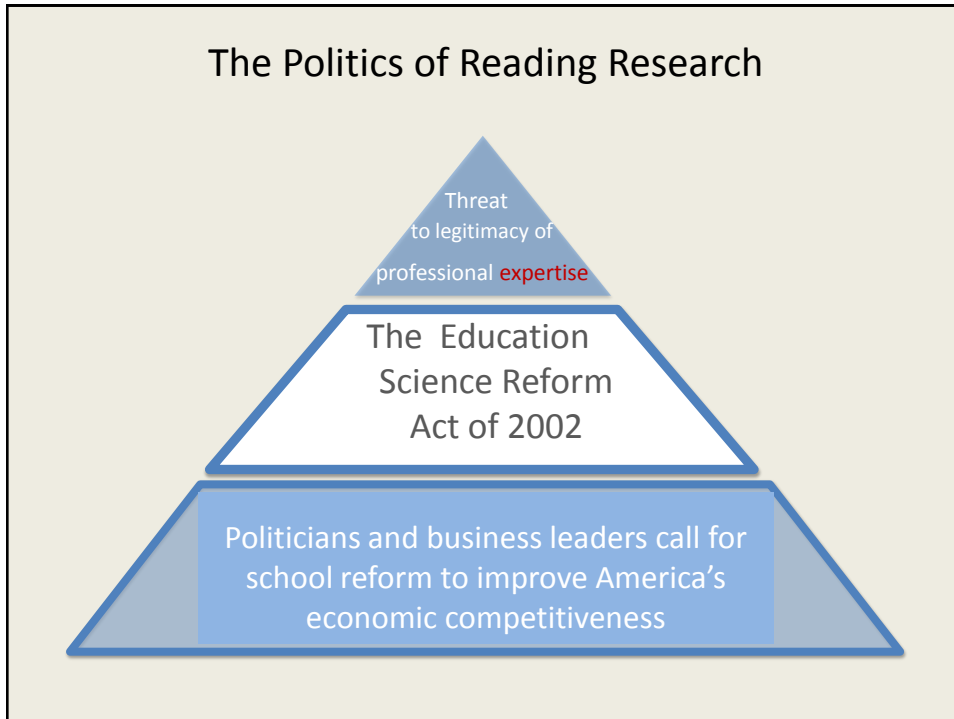 The Politics of Reading Research
Threat
to legitimacy of
professional expertise
The Education
Science Reform
Act of 2002
Politicians and business leaders call for
school reform to improve America’s
economic competitiveness